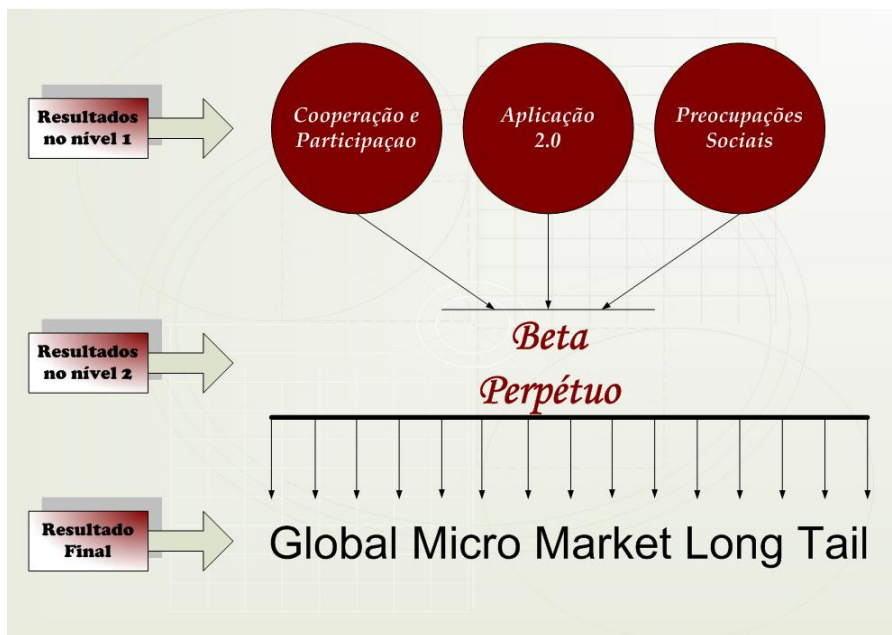 Resultados
no nível 1
Cooperação e
Participaçao
Aplicação
2.0
Preocupações
Sociais
Resultados
no nível 2
Beta
Perpétuo
Resultado
Final
Global Micro Market Long Tail